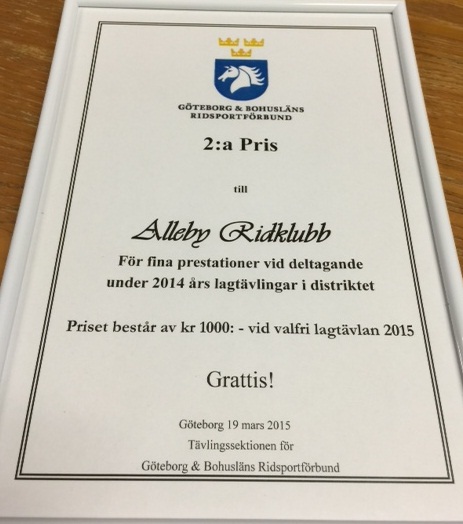 GÖTEBORG & BOHUSLÄNS
RIDSPORTFÖRBUND
2:a Pris
till
Alleby Ridklubb
För fina prestationer vid deltagande
under 2014 års lagtävlingar i distriktet
Priset består av kr 1000: - vid valfri lagtävlan 2015
Grattis!
Göteborg 19 mars 2015
Tävlingssektionen för
Göteborg & Bohusläns Ridsportförbund